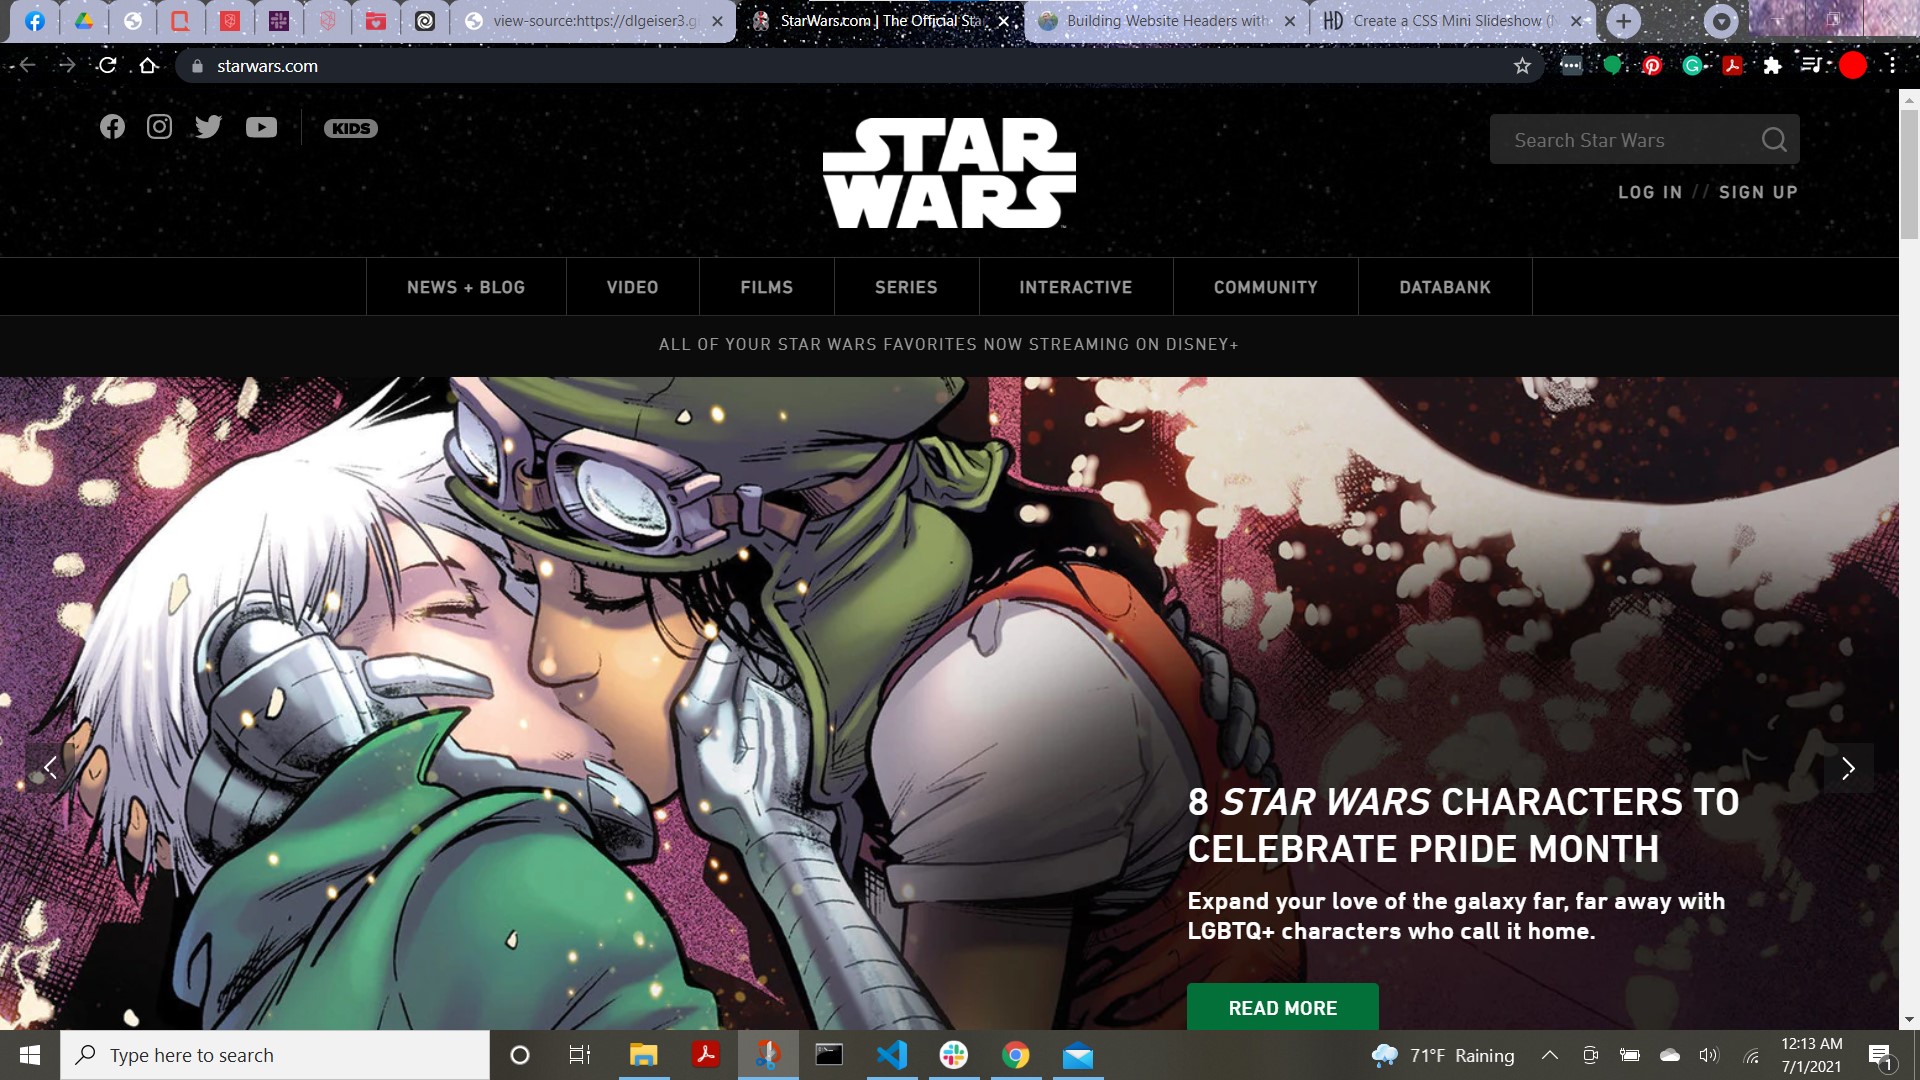 view-source:https://dlgeiser3.g
StarWars.com | The Official Sta
Building Website Headers with
HD Create a CSS Mini Slideshow (
starwars.com
KIDS
STAR
WARS
Search Star Wars
LOG IN // SIGN UP
NEWS + BLOG
VIDEO
FILMS
SERIES
INTERACTIVE
COMMUNITY
DATABANK
ALL OF YOUR STAR WARS FAVORITES NOW STREAMING ON DISNEY+
8 STAR WARS CHARACTERS TO
CELEBRATE PRIDE MONTH
Expand your love of the galaxy far, far away with
LGBTQ+ characters who call it home.
READ MORE
Type here to search
71°F Raining
12:13 AM
7/1/2021
1